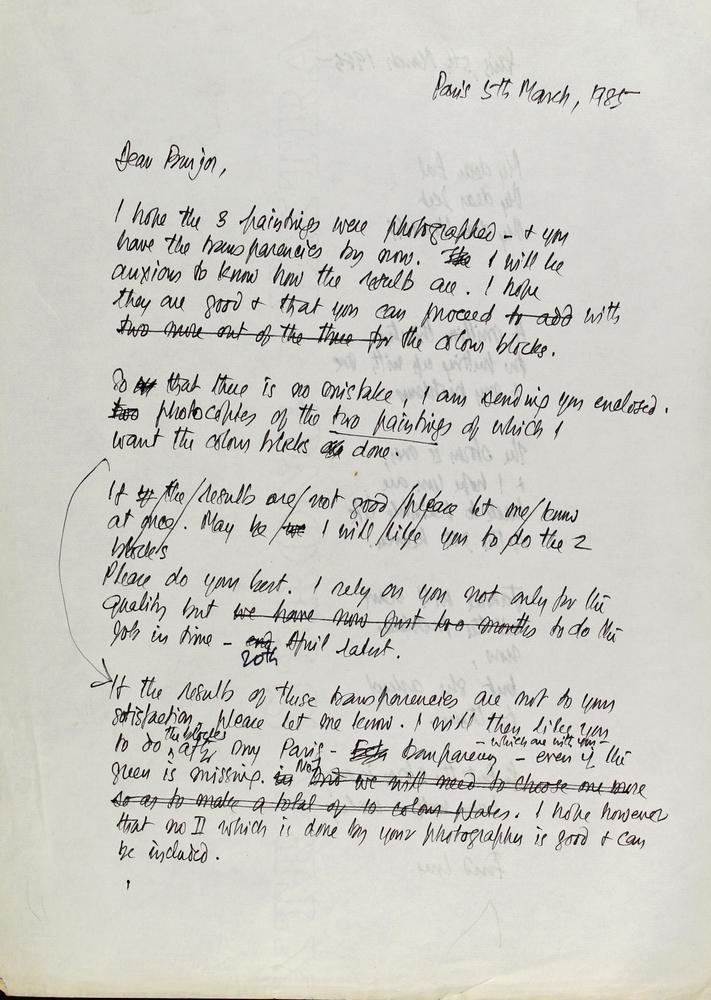 Paris 5th March, 1985
Dear Burjor,
I hope the 3 paintings were photographed - & you
have the transparencies by now. The I will be
anxious to know how the results are. I hope
they are good & that you can proceed to add with
two more out of the three for the colour blocks.
So that there is no mistake, I am sending you enclosed.
two photocopies of the two paintings of which I
want the colour blocks done.
If the/results are/not good/please let me/know
at once/. May be/we I will/like you to/do the 2
blocks
Please do your best. I rely on you not only for the
quality but we have now just two months to do the
Job in time - end April latest.
20th
If the results of these transparencies are not to your
satisfaction, please let me know. I will then like you
to do the blocks of 2 my Paris - transparency - which are with you - even if the
green is missing. And we will need to choose one more
so as to make a total of 10 colour plates. I hope however
that no II which is done by your photographer is good & can
be included.